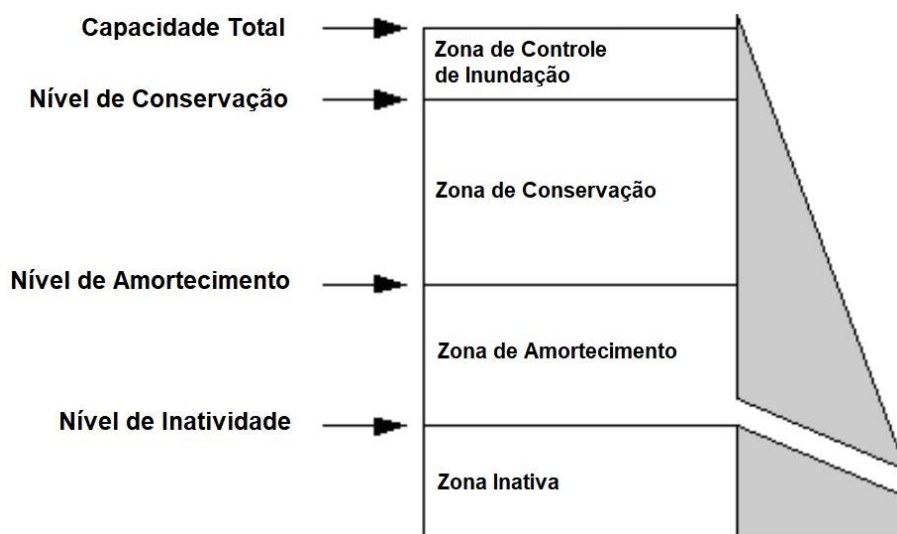 Capacidade Total
Zona de Controle
de Inundação
Nível de Conservação
Zona de Conservação
Nível de Amortecimento
Zona de Amortecimento
Nível de Inatividade
Zona Inativa